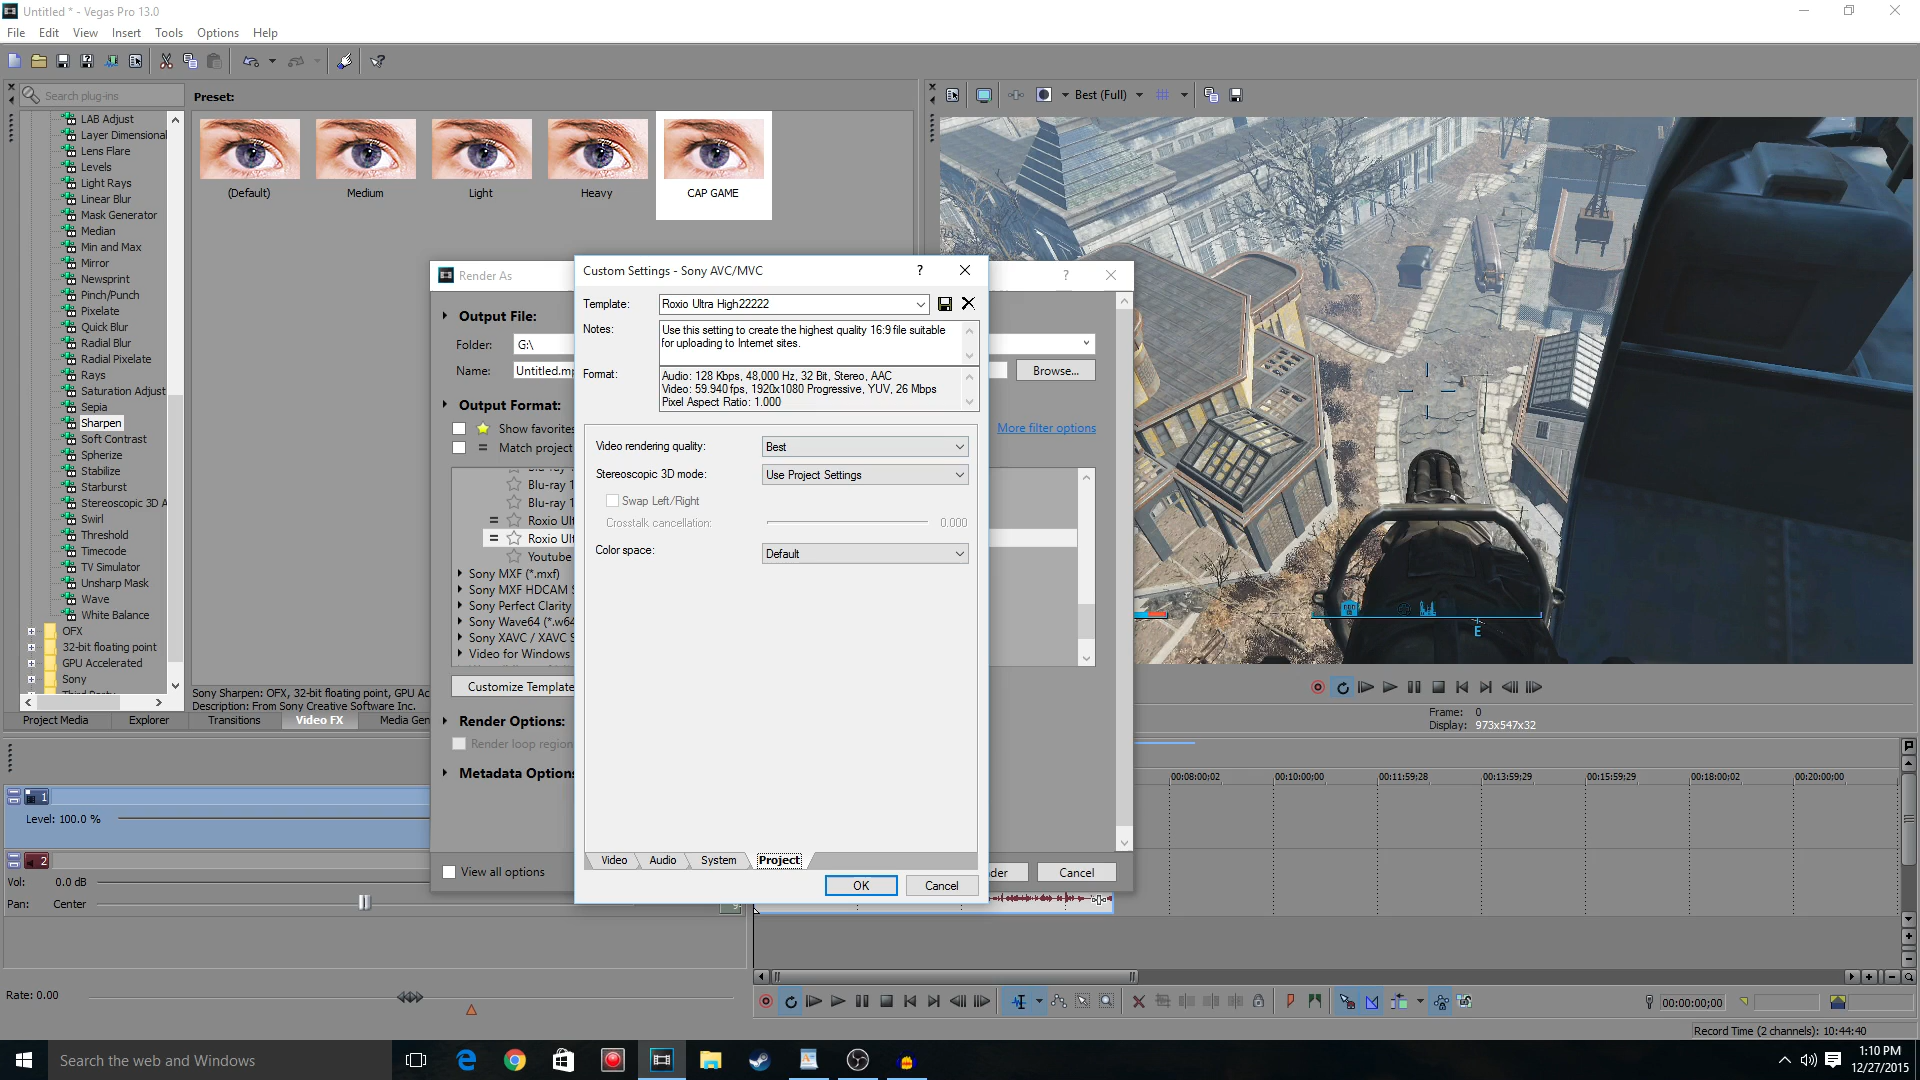 Untitled * - Vegas Pro 13.0
File Edit View Insert Tools Options Help
Search plug-ins
Preset:
Best (Full)
LAB Adjust
Layer Dimensional
Lens Flare
Levels
Light Rays
Linear Blur
Mask Generator
Median
Min and Max
Mirror
Newsprint
Pinch/Punch
Pixelate
Quick Blur
Radial Blur
Radial Pixelate
Rays
Saturation Adjust
Sepia
Sharpen
Soft Contrast
Spherize
Stabilize
Starburst
Stereoscopic 3D A
Swirl
Threshold
Timecode
TV Simulator
Unsharp Mask
Wave
White Balance
OFX
32-bit floating point
GPU Accelerated
Sony
(Default)
Medium
Light
Heavy
CAP GAME
Sony Sharpen: OFX, 32-bit floating point, GPU Ac
Description: From Sony Creative Software Inc.
Project Media Explorer Transitions Video FX Media Gen
Render As
Output File:
Folder: G:\
Name: Untitled.mp
Browse...
Output Format:
Show favorites
Match project
More filter options
Blu-ray 1
Blu-ray 1
Roxio Ult
Roxio Ult
Youtube
Sony MXF (*.mxf)
Sony MXF HDCAM S
Sony Perfect Clarity
Sony Wave64 (*.w64
Sony XAVC / XAVC S
Video for Windows
Customize Template
Render Options:
Render loop region
Metadata Options
View all options
der
Cancel
Custom Settings - Sony AVC/MVC
Template: Roxio Ultra High22222
Notes: Use this setting to create the highest quality 16:9 file suitable
for uploading to Internet sites.
Format: Audio: 128 Kbps, 48,000 Hz, 32 Bit, Stereo, AAC
Video: 59.940 fps, 1920x1080 Progressive, YUV, 26 Mbps
Pixel Aspect Ratio: 1.000
Video rendering quality: Best
Stereoscopic 3D mode: Use Project Settings
Swap Left/Right
Crosstalk cancellation: 0.000
Color space: Default
Video Audio System Project
OK Cancel
E
Frame: 0
Display: 973x547x32
00:08:00;02 00:10:00;00 00:11:59;28 00:13:59;29 00:15:59;29 00:18:00;02 00:20:00;00
1
Level: 100.0 %
2
Vol: 0.0 dB
Pan: Center
Rate: 0.00
00:00:00;00
Record Time (2 channels): 10:44:40
Search the web and Windows
1:10 PM
12/27/2015